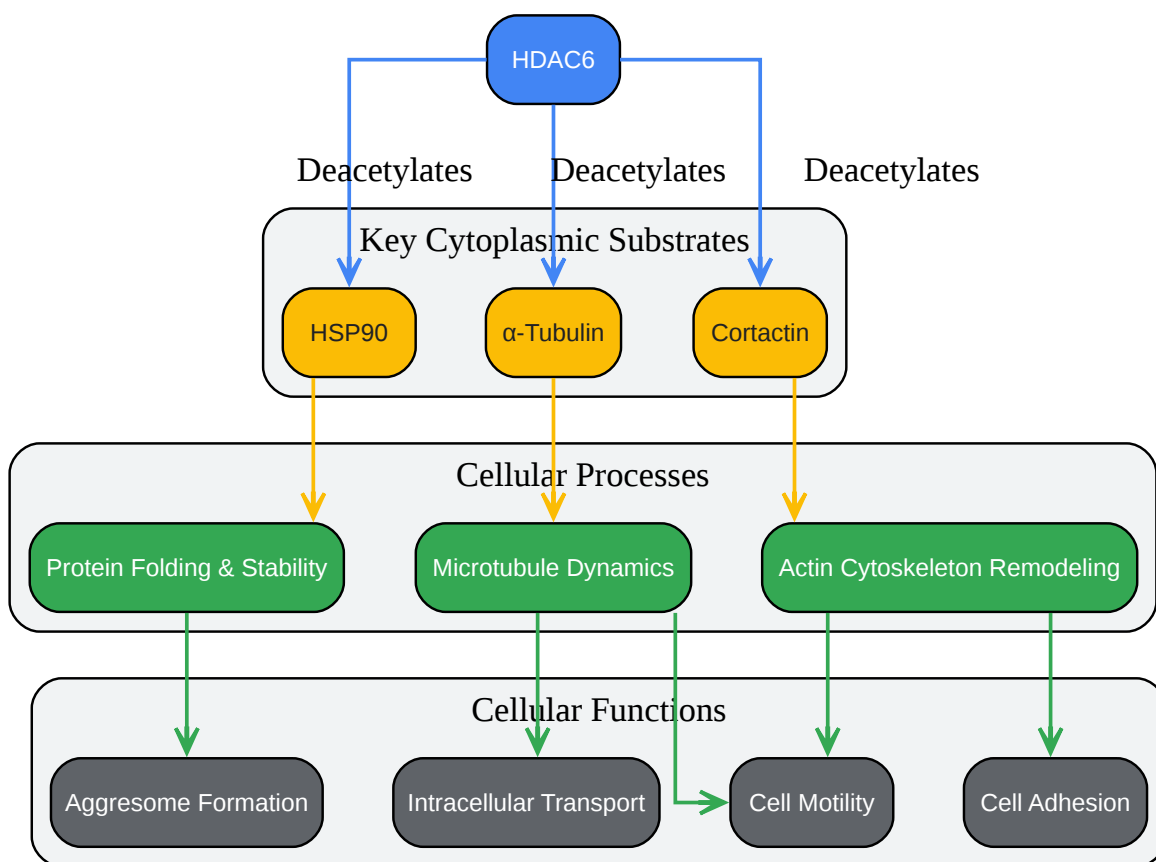 HDAC6
Deacetylates
Deacetylates
Deacetylates
Key Cytoplasmic Substrates
HSP90
α-Tubulin
Cortactin
Cellular Processes
Protein Folding & Stability
Microtubule Dynamics
Actin Cytoskeleton Remodeling
Cellular Functions
Aggresome Formation
Intracellular Transport
Cell Motility
Cell Adhesion